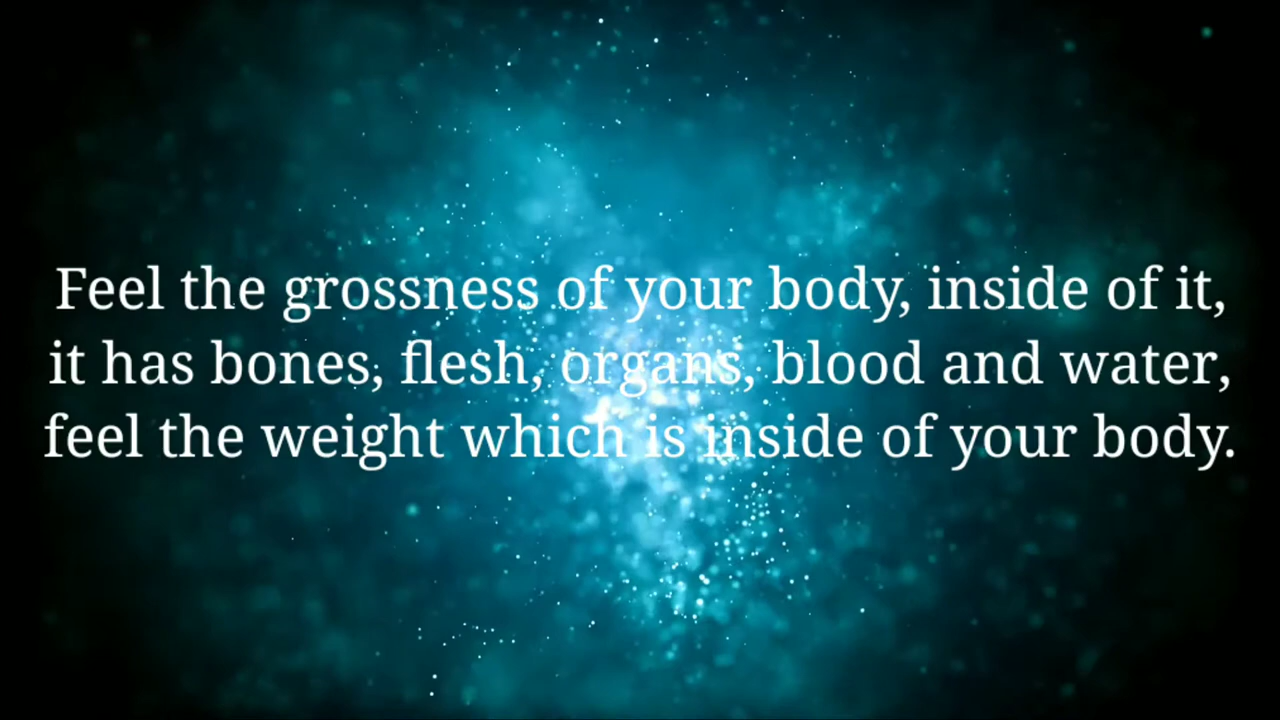 Feel the grossness of your body, inside of it,
it has bones, flesh, organs, blood and water,
feel the weight which is inside of your body.